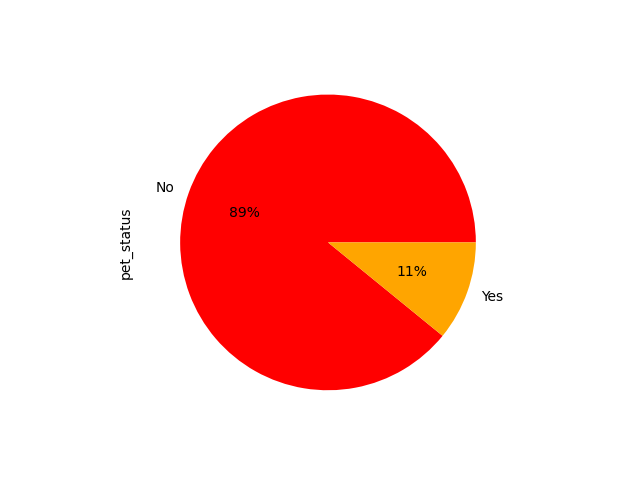 No
89%
pet_status
11%
Yes